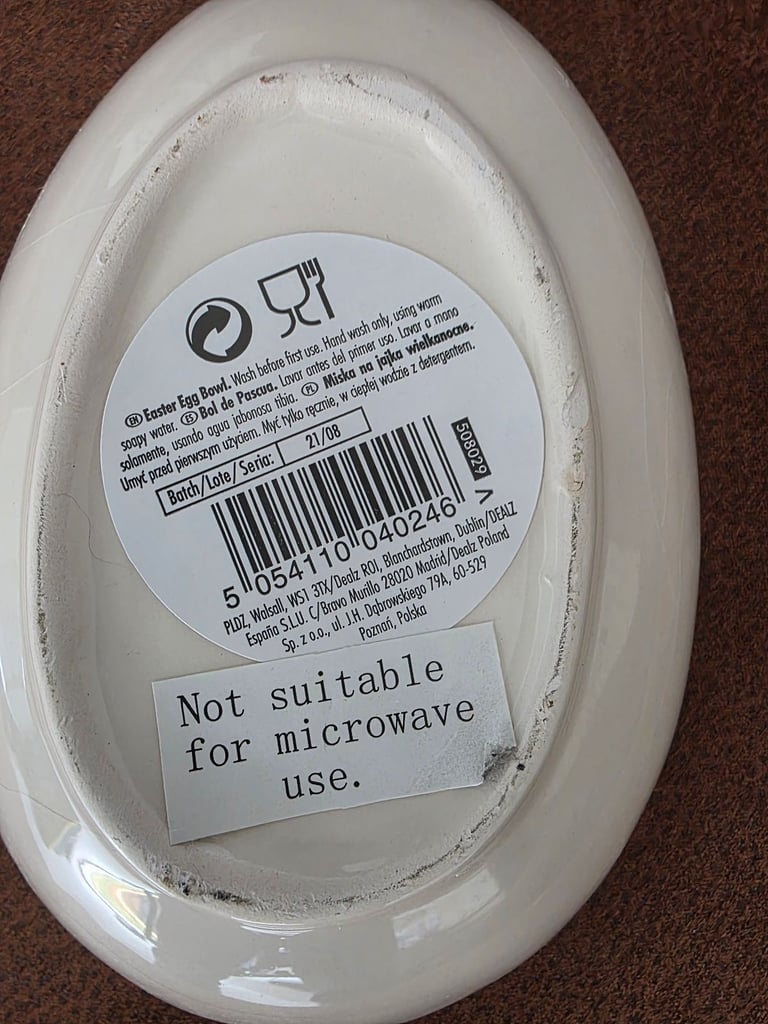 EN Easter Egg Bowl. Wash before first use. Hand wash only, using warm
soapy water. ES Bol de Pascua. Lavar antes del primer uso. Lavar a mano
solamente, usando agua jabonosa tibia. PL Miska na jajka wielkanocne.
Umyć przed pierwszym użyciem. Myć tylko ręcznie, w ciepłej wodzie z detergentem.
Batch/Lote/Seria: 21/08
508029
5 054110 040246 >
PLDZ, Walsall, WS1 3TX/Dealz ROI, Blanchardstown, Dublin/DEALZ
España S.L.U. C/Bravo Murillo 28020 Madrid/Dealz Poland
Sp. z o.o., ul. J.H. Dąbrowskiego 79A, 60-529
Poznań, Polska
Not suitable
for microwave
use.